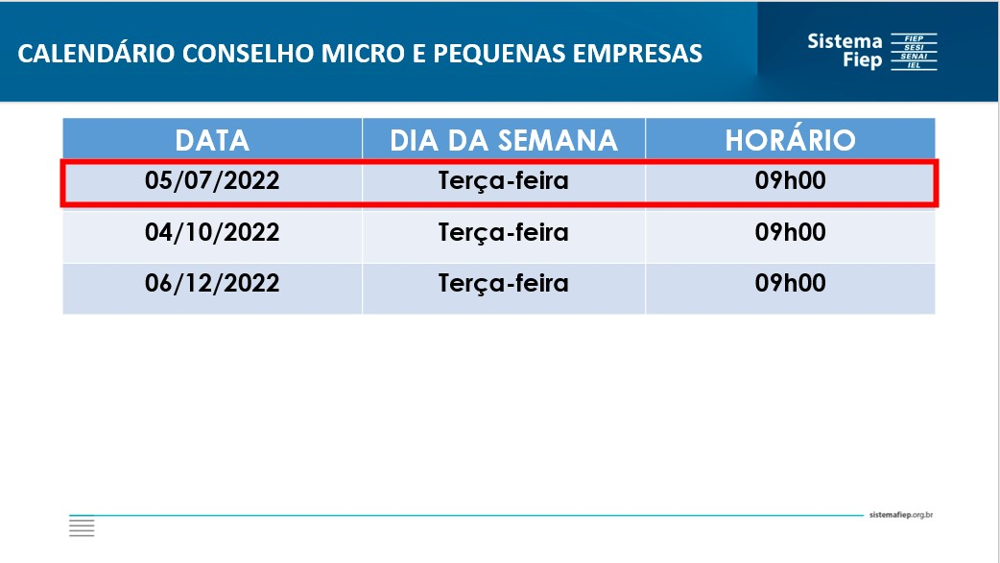 CALENDÁRIO CONSELHO MICRO E PEQUENAS EMPRESAS
Sistema Fiep
FIEP
SESI
SENAI
IEL
DATA DIA DA SEMANA HORÁRIO
05/07/2022 Terça-feira 09h00
04/10/2022 Terça-feira 09h00
06/12/2022 Terça-feira 09h00
sistemafiep.org.br